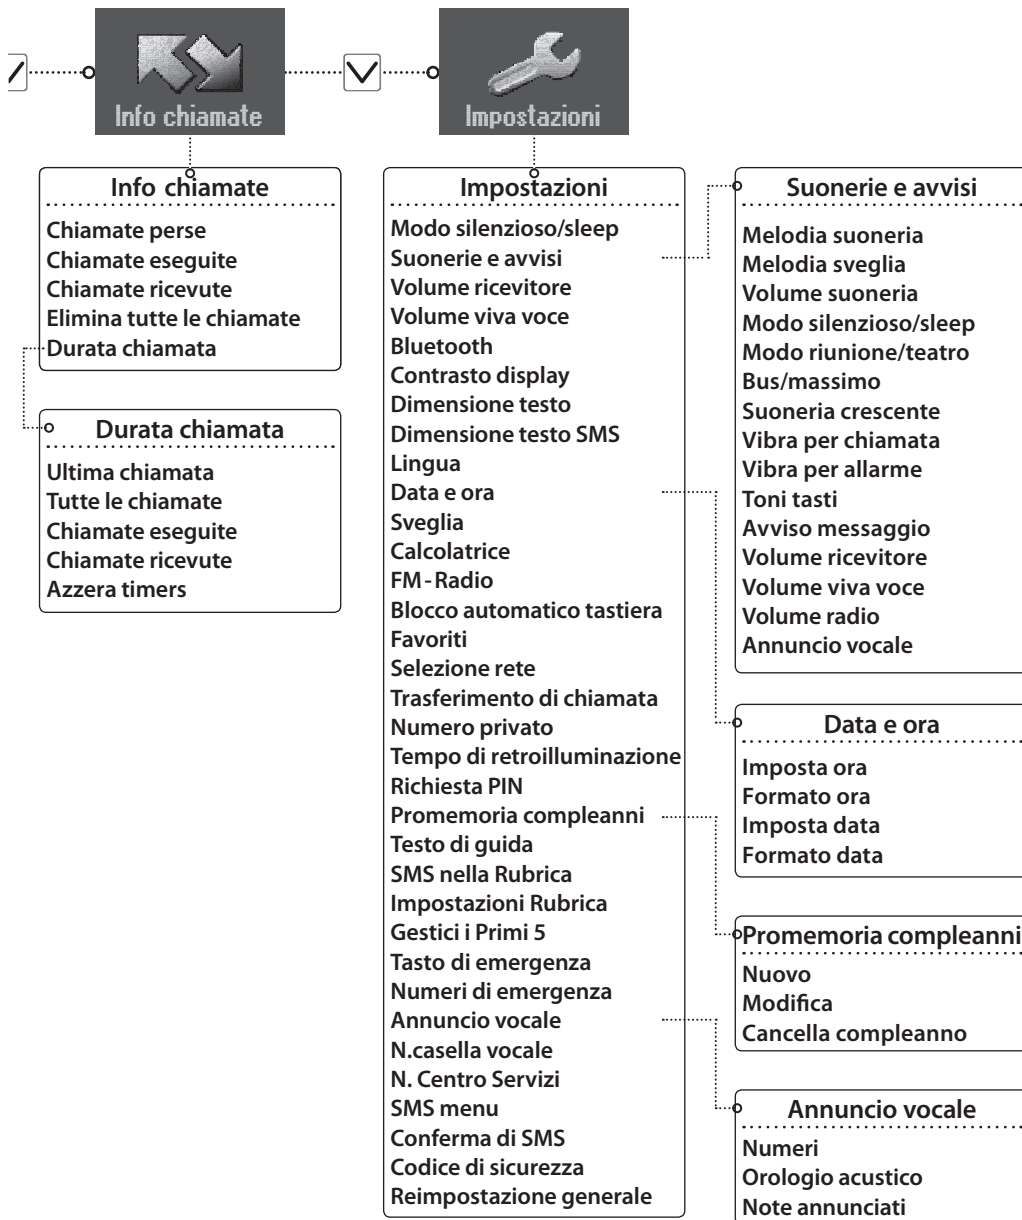 Info chiamate
Impostazioni
Info chiamate
Chiamate perse
Chiamate eseguite
Chiamate ricevute
Elimina tutte le chiamate
Durata chiamata
Durata chiamata
Ultima chiamata
Tutte le chiamate
Chiamate eseguite
Chiamate ricevute
Azzera timers
Impostazioni
Modo silenzioso/sleep
Suonerie e avvisi
Volume ricevitore
Volume viva voce
Bluetooth
Contrasto display
Dimensione testo
Dimensione testo SMS
Lingua
Data e ora
Sveglia
Calcolatrice
FM-Radio
Blocco automatico tastiera
Favoriti
Selezione rete
Trasferimento di chiamata
Numero privato
Tempo di retroilluminazione
Richiesta PIN
Promemoria compleanni
Testo di guida
SMS nella Rubrica
Impostazioni Rubrica
Gestici i Primi 5
Tasto di emergenza
Numeri di emergenza
Annuncio vocale
N.casella vocale
N. Centro Servizi
SMS menu
Conferma di SMS
Codice di sicurezza
Reimpostazione generale
Suonerie e avvisi
Melodia suoneria
Melodia sveglia
Volume suoneria
Modo silenzioso/sleep
Modo riunione/teatro
Bus/massimo
Suoneria crescente
Vibra per chiamata
Vibra per allarme
Toni tasti
Avviso messaggio
Volume ricevitore
Volume viva voce
Volume radio
Annuncio vocale
Data e ora
Imposta ora
Formato ora
Imposta data
Formato data
Promemoria compleanni
Nuovo
Modifica
Cancella compleanno
Annuncio vocale
Numeri
Orologio acustico
Note annunciati